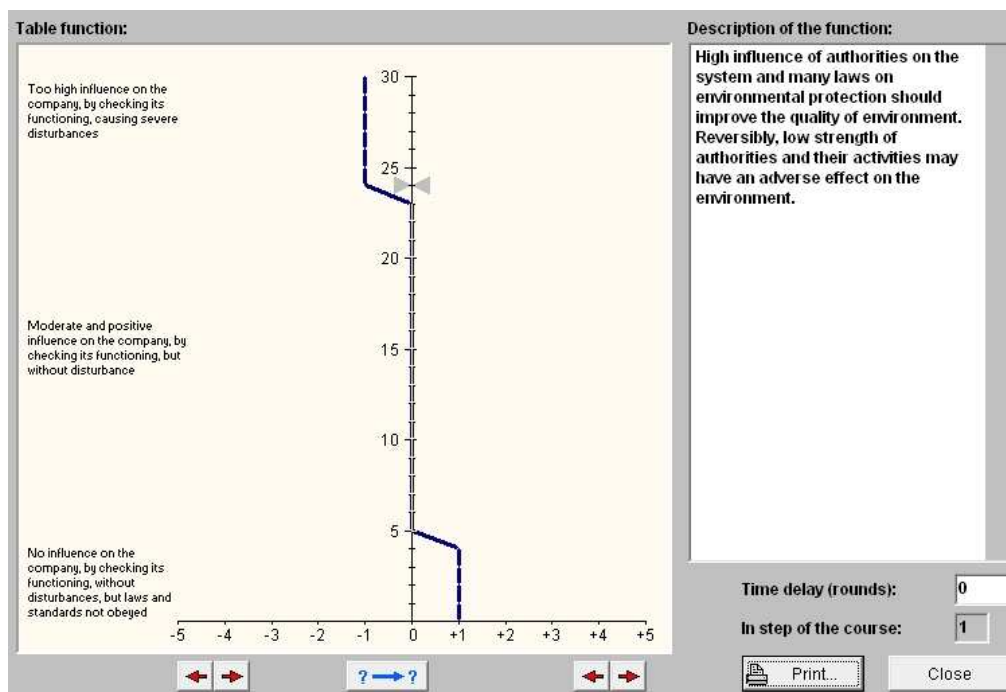 Table function:
Too high influence on the
company, by checking its
functioning, causing severe
disturbances
Moderate and positive
influence on the company, by
checking its functioning, but
without disturbance
No influence on the
company, by checking its
functioning, without
disturbances, but laws and
standards not obeyed
30
25
20
15
10
5
-5 -4 -3 -2 -1 0 +1 +2 +3 +4 +5
? ?
Description of the function:
High influence of authorities on the
system and many laws on
environmental protection should
improve the quality of environment.
Reversibly, low strength of
authorities and their activities may
have an adverse effect on the
environment.
Time delay (rounds): 0
In step of the course: 1
Print... Close